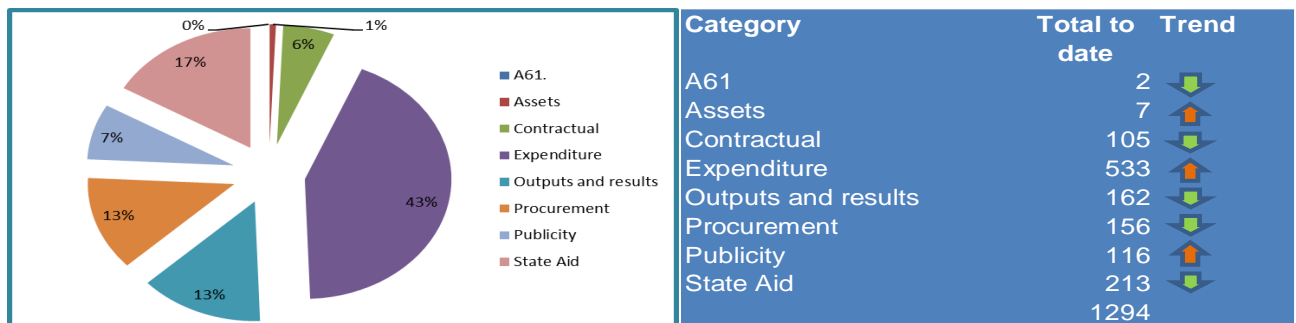 0%
1%
6%
17%
7%
43%
13%
13%
A61.
Assets
Contractual
Expenditure
Outputs and results
Procurement
Publicity
State Aid
Category Total to date Trend
A61 2
Assets 7
Contractual 105
Expenditure 533
Outputs and results 162
Procurement 156
Publicity 116
State Aid 213
1294